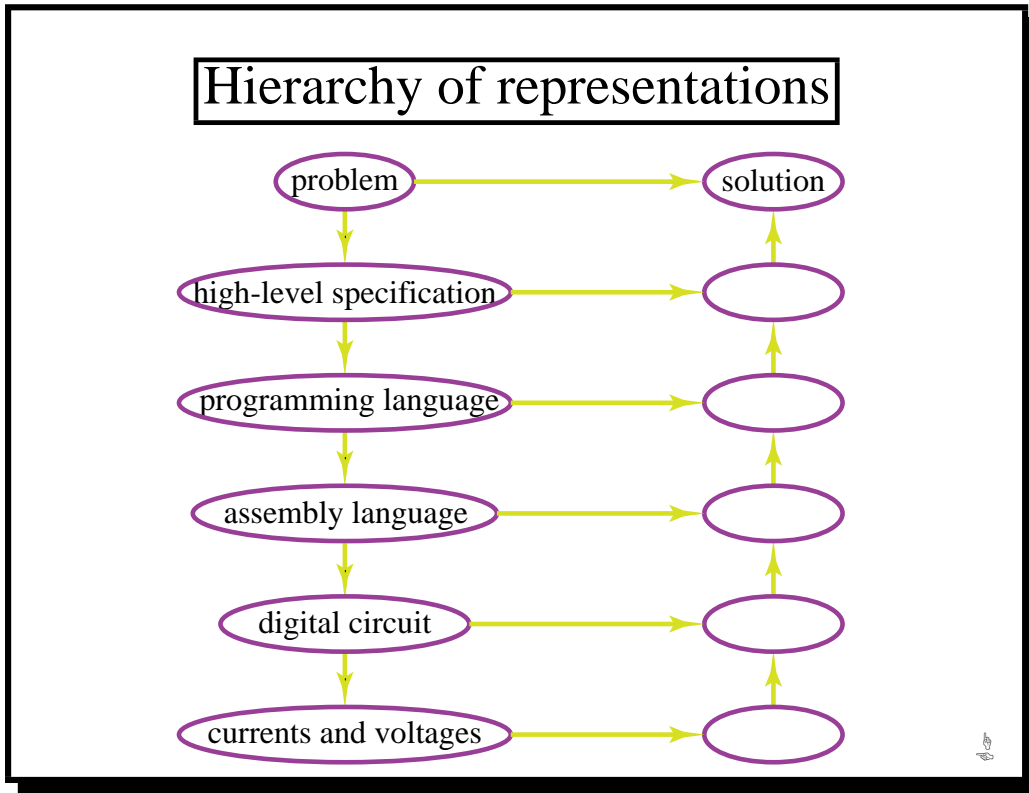 Hierarchy of representations
problem
solution
high-level specification
programming language
assembly language
digital circuit
currents and voltages